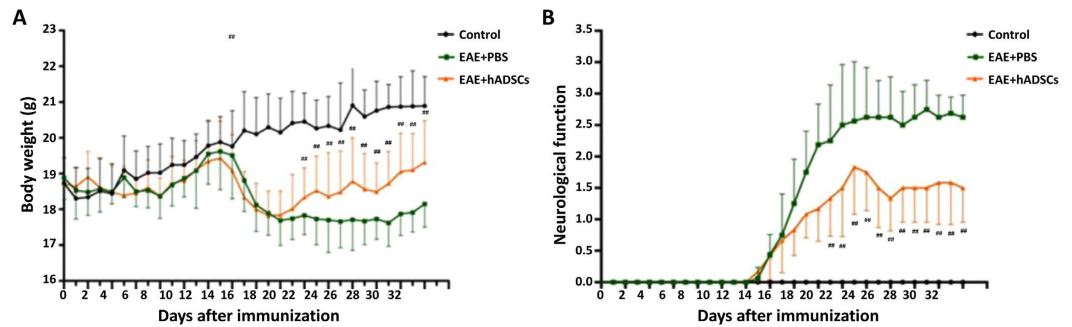 A
Body weight (g)
23
22
21
20
19
18
17
16
##
## ## ## ## ## ## ## ## ## ## ##
0 2 4 6 8 10 12 14 16 18 20 22 24 26 28 30 32
Days after immunization
Control
EAE+PBS
EAE+hADSCs
B
Neurological function
3.5
3.0
2.5
2.0
1.5
1.0
0.5
0.0
## ## ## ## ## ## ## ## ## ## ##
0 2 4 6 8 10 12 14 16 18 20 22 24 26 28 30 32
Days after immunization
Control
EAE+PBS
EAE+hADSCs